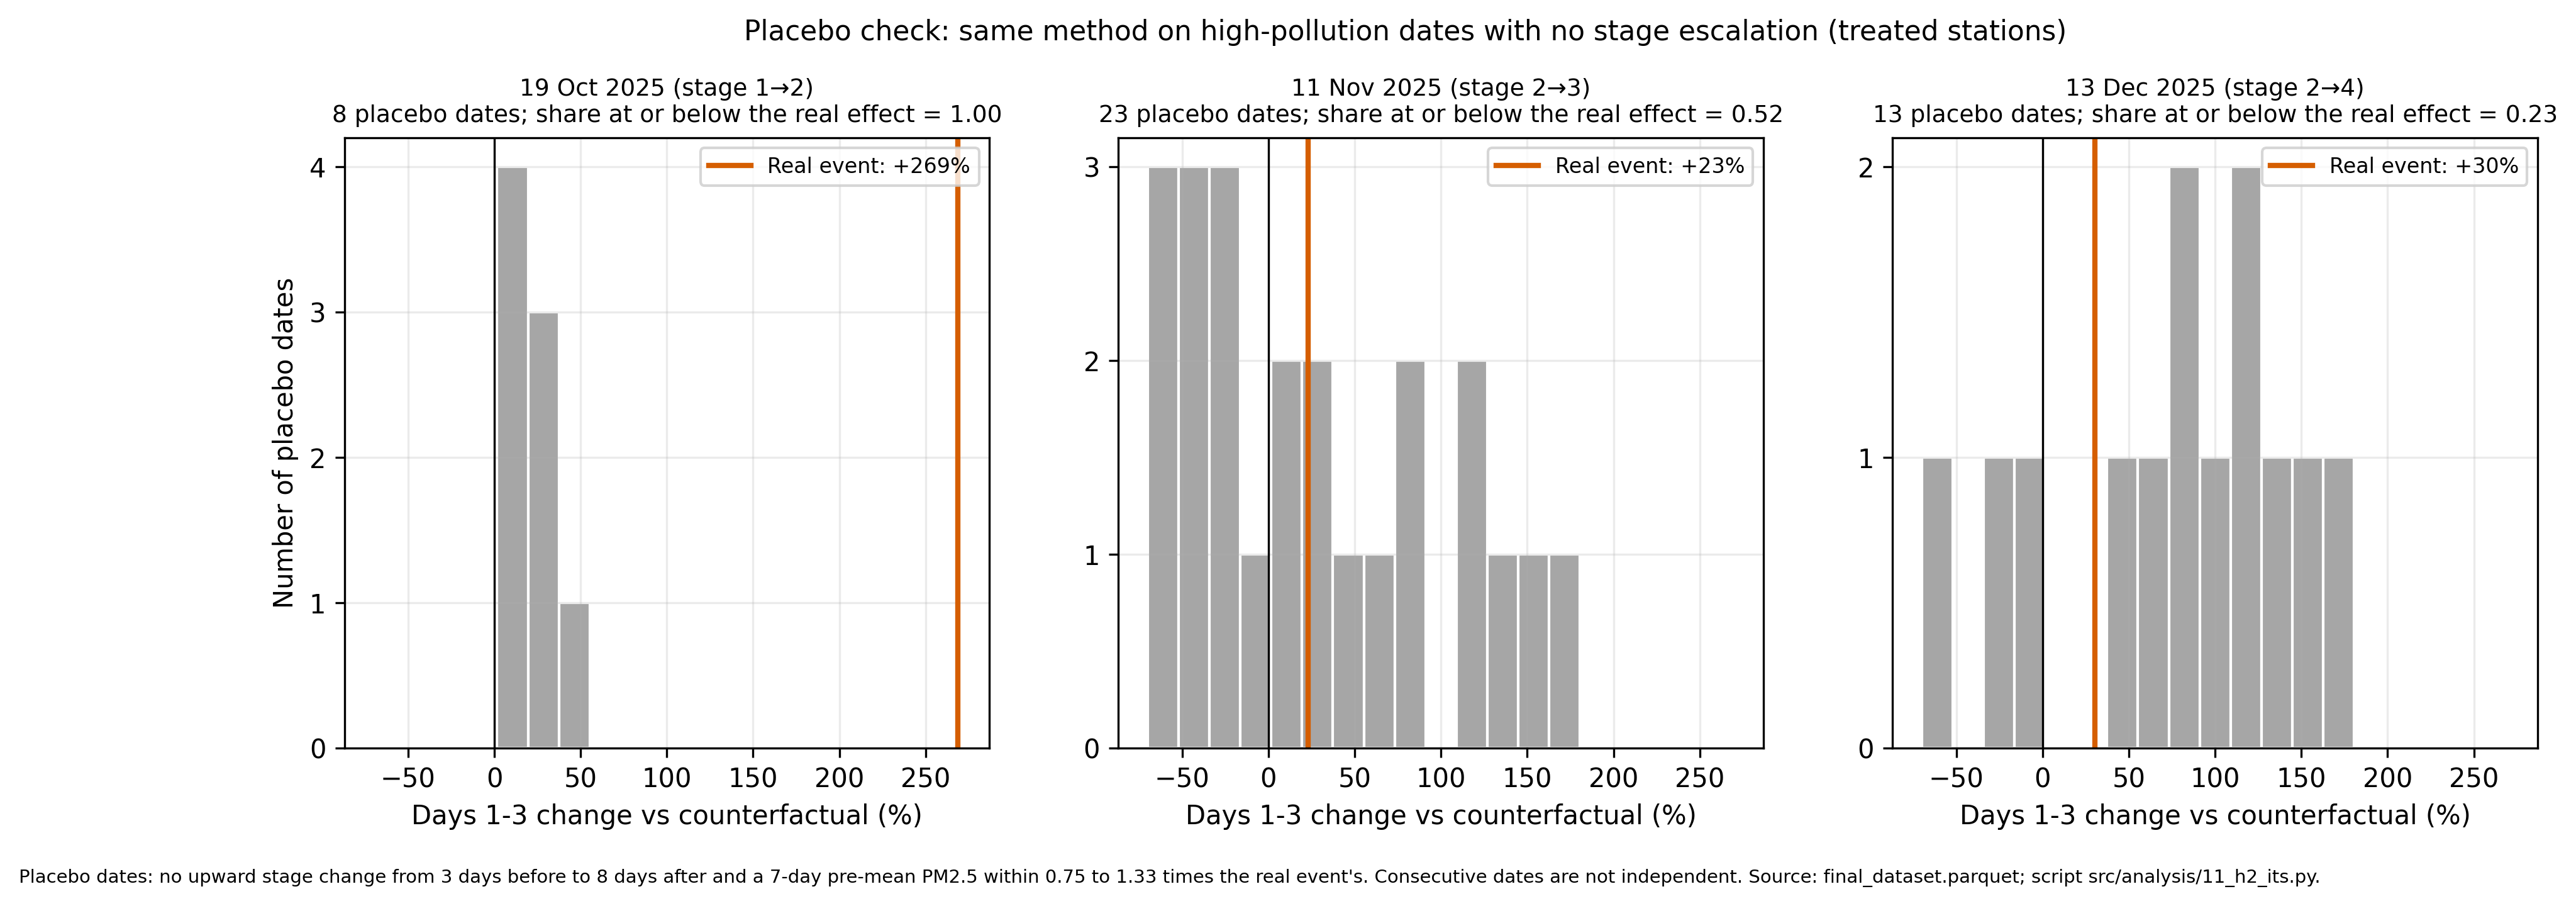 Placebo check: same method on high-pollution dates with no stage escalation (treated stations)
19 Oct 2025 (stage 1→2)
8 placebo dates; share at or below the real effect = 1.00
Real event: +269%
Number of placebo dates
4
3
2
1
0
−50 0 50 100 150 200 250
Days 1-3 change vs counterfactual (%)
11 Nov 2025 (stage 2→3)
23 placebo dates; share at or below the real effect = 0.52
Real event: +23%
3
2
1
0
−50 0 50 100 150 200 250
Days 1-3 change vs counterfactual (%)
13 Dec 2025 (stage 2→4)
13 placebo dates; share at or below the real effect = 0.23
Real event: +30%
2
1
0
−50 0 50 100 150 200 250
Days 1-3 change vs counterfactual (%)
Placebo dates: no upward stage change from 3 days before to 8 days after and a 7-day pre-mean PM2.5 within 0.75 to 1.33 times the real event's. Consecutive dates are not independent. Source: final_dataset.parquet; script src/analysis/11_h2_its.py.